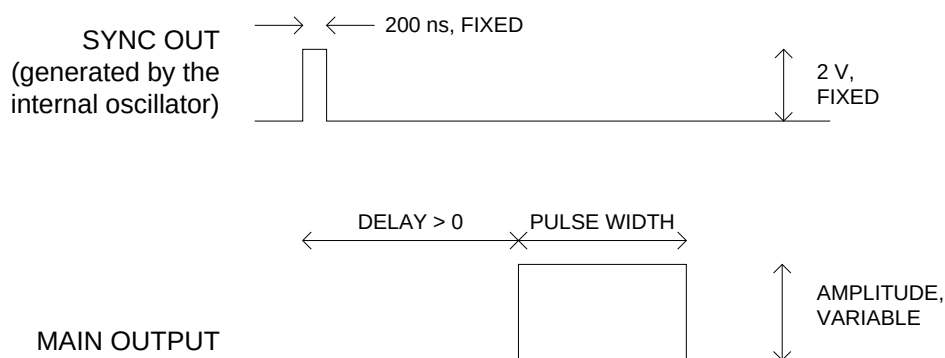 SYNC OUT
(generated by the
internal oscillator)
200 ns, FIXED
2 V,
FIXED
DELAY > 0
PULSE WIDTH
AMPLITUDE,
VARIABLE
MAIN OUTPUT